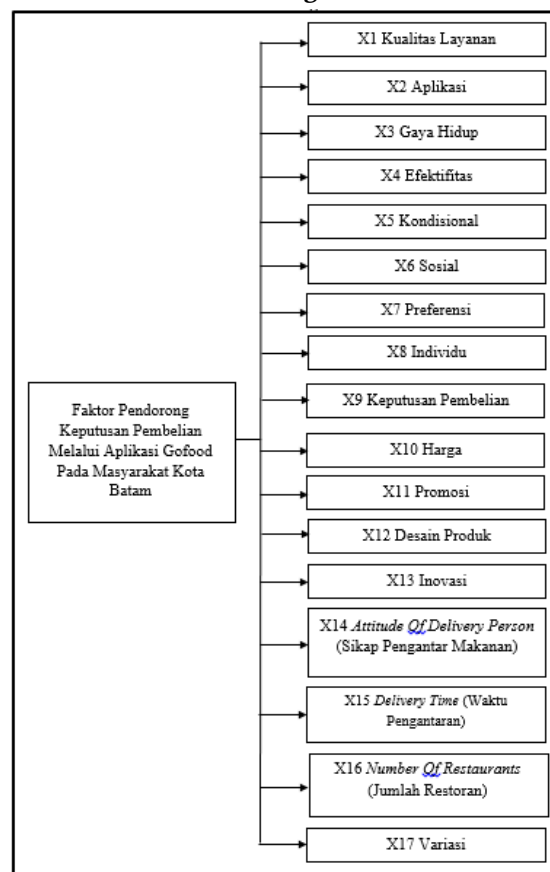 X1 Kualitas Layanan
X2 Aplikasi
X3 Gaya Hidup
X4 Efektifitas
X5 Kondisional
X6 Sosial
X7 Preferensi
X8 Individu
Faktor Pendorong
Keputusan Pembelian
Melalui Aplikasi Gofood
Pada Masyarakat Kota
Batam
X9 Keputusan Pembelian
X10 Harga
X11 Promosi
X12 Desain Produk
X13 Inovasi
X14 Attitude Of Delivery Person
(Sikap Pengantar Makanan)
X15 Delivery Time (Waktu
Pengantaran)
X16 Number Of Restaurants
(Jumlah Restoran)
X17 Variasi